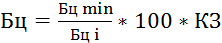 Бц = Бц min / Бц i * 100 * КЗ